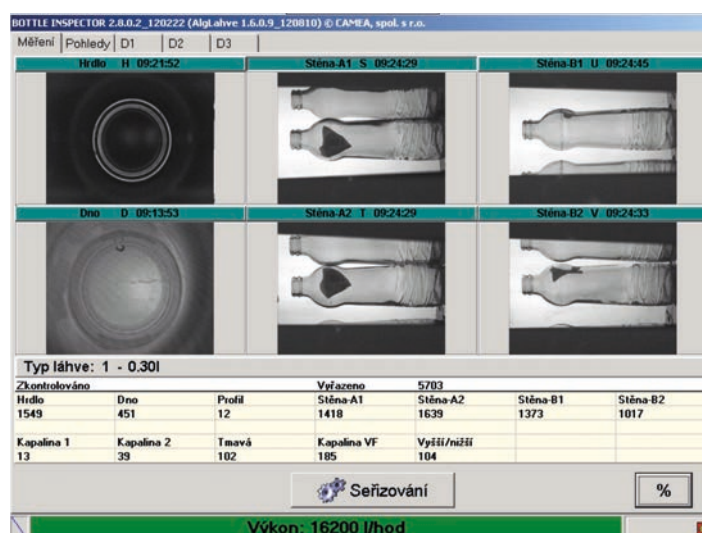 BOTTLE INSPECTOR 2.8.0.2_120222 (AlgLahve 1.6.0.9_120810) © CAMEA, spol. s r.o.
Měření Pohledy D1 D2 D3
Hrdlo H 09:21:52 Stěna-A1 S 09:24:29 Stěna-B1 U 09:24:45
Dno D 09:13:53 Stěna-A2 T 09:24:29 Stěna-B2 V 09:24:33
Typ láhve: 1 - 0.30l
Zkontrolováno Vyřazeno 5703
Hrdlo Dno Profil Stěna-A1 Stěna-A2 Stěna-B1 Stěna-B2
1549 451 12 1418 1639 1373 1017
Kapalina 1 Kapalina 2 Tmavá Kapalina VF Vyšší/nižší
13 39 102 185 104
Seřizování %
Výkon: 16200 l/hod